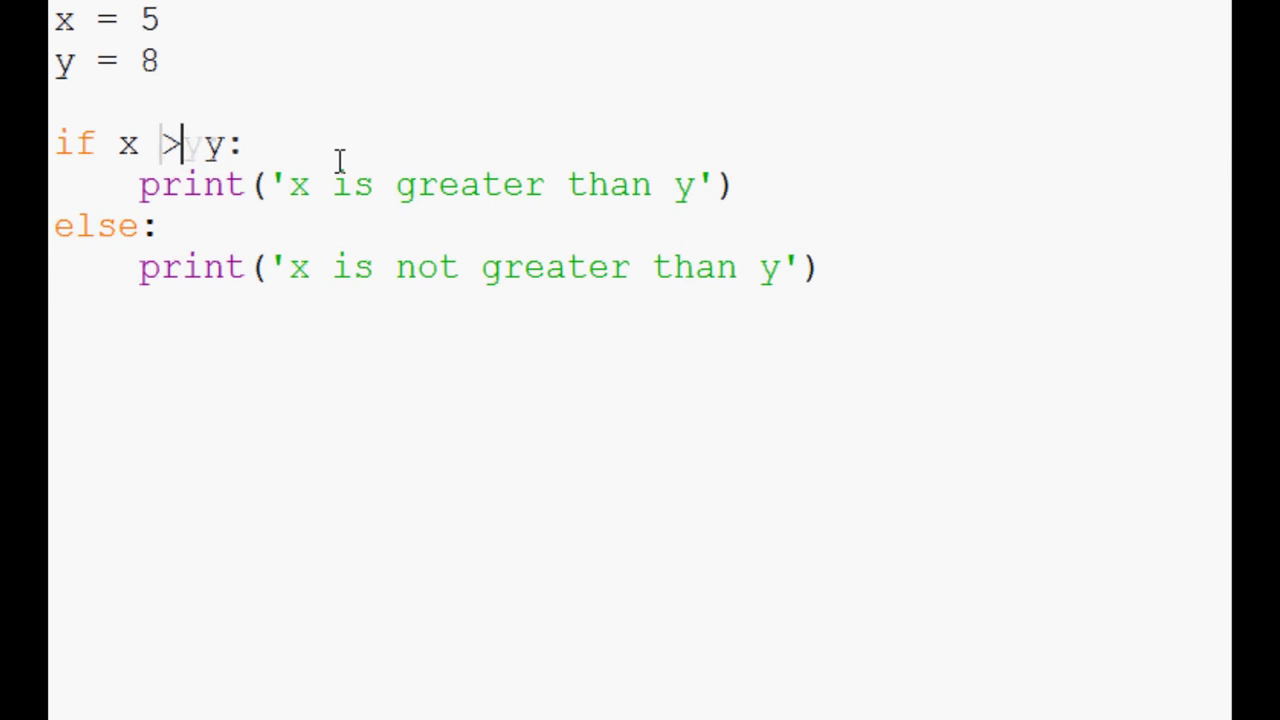 x = 5
y = 8
if x > y:
    print('x is greater than y')
else:
    print('x is not greater than y')